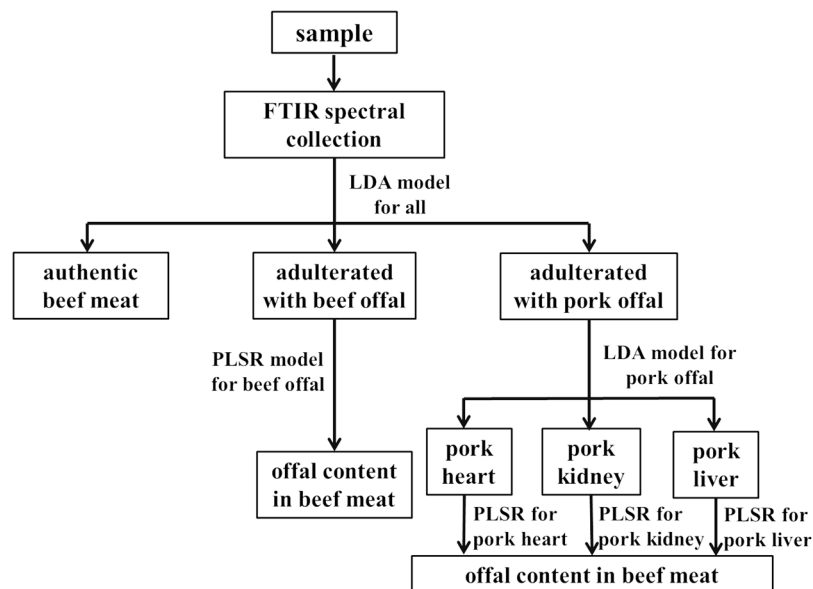 sample
FTIR spectral
collection
LDA model
for all
authentic
beef meat
adulterated
with beef offal
adulterated
with pork offal
PLSR model
for beef offal
LDA model for
pork offal
offal content
in beef meat
pork
heart
pork
kidney
pork
liver
PLSR for
pork heart
PLSR for
pork kidney
PLSR for
pork liver
offal content in beef meat